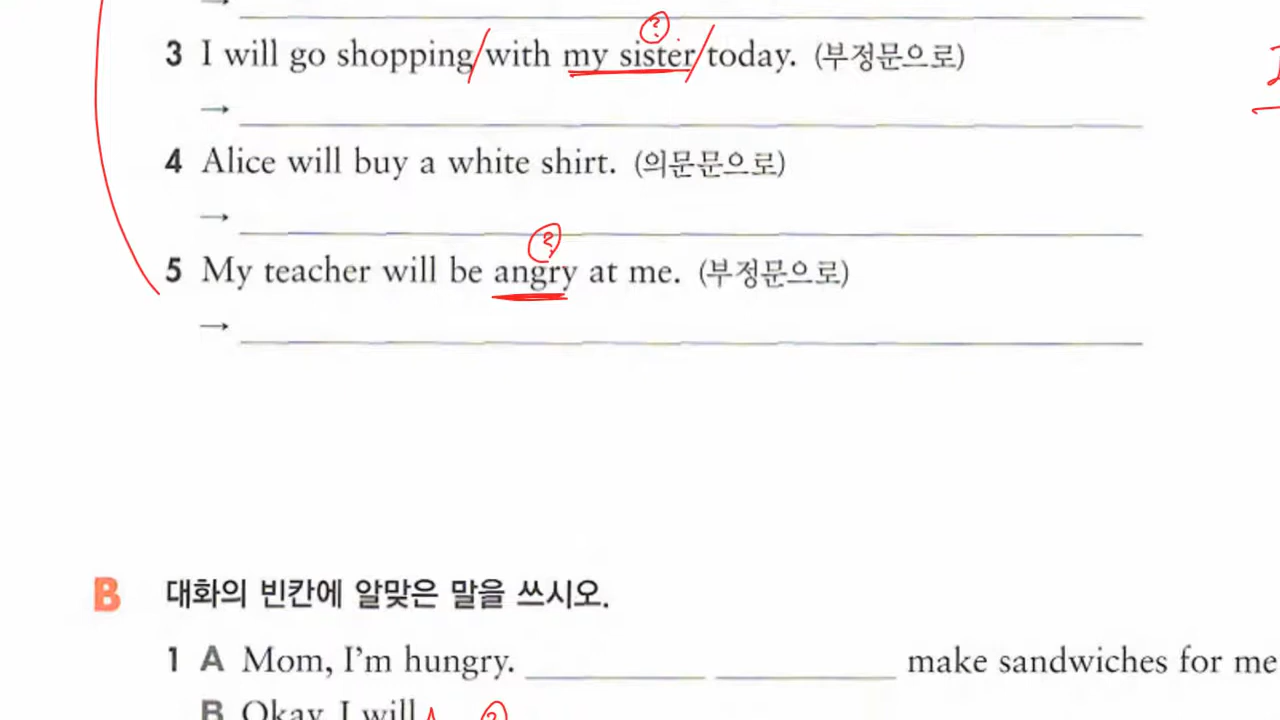 3 I will go shopping/with my sister/today. (부정문으로)
→
4 Alice will buy a white shirt. (의문문으로)
→
5 My teacher will be angry at me. (부정문으로)
→
B 대화의 빈칸에 알맞은 말을 쓰시오.
1 A Mom, I'm hungry. ________ ________ make sandwiches for me
B Okay, I will